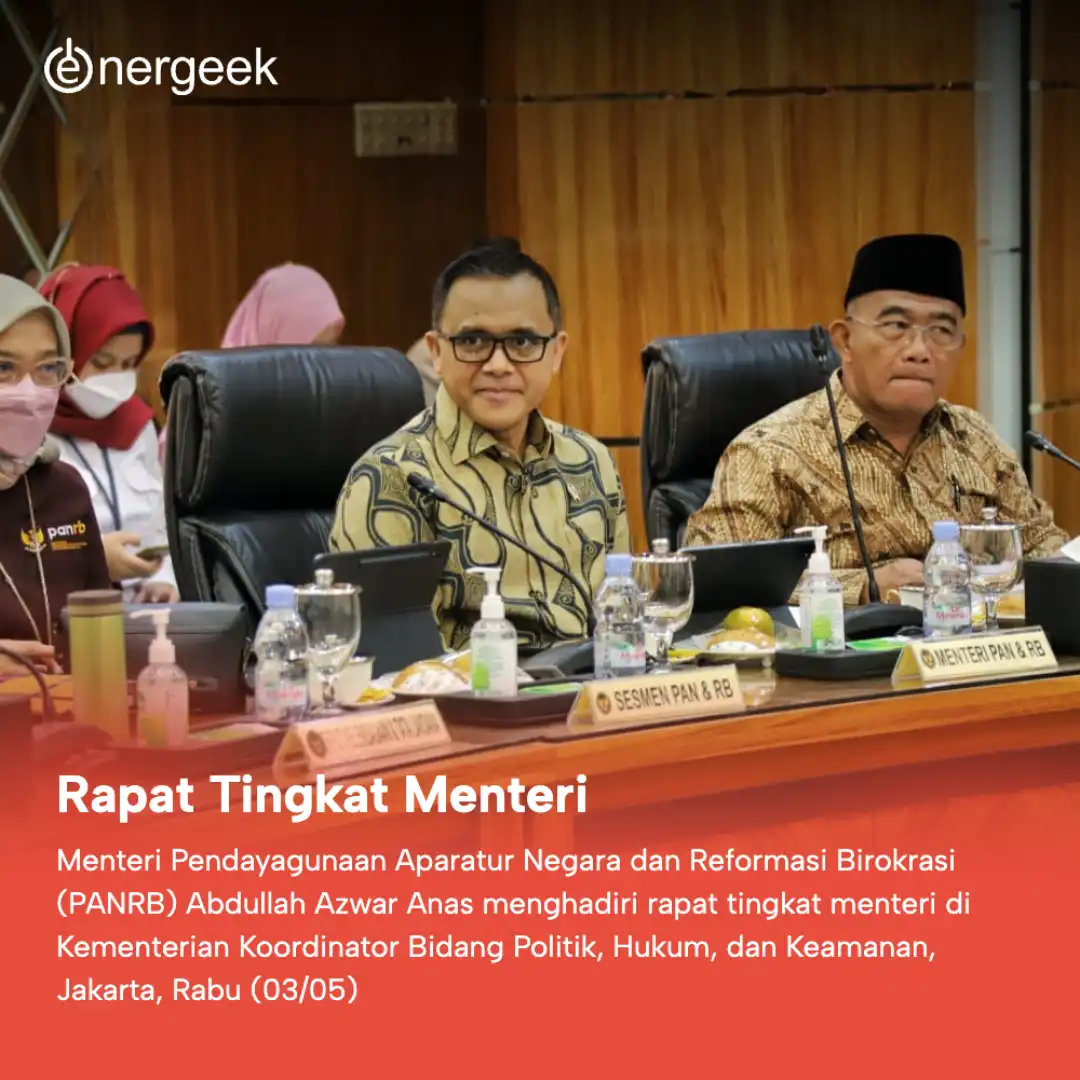 energeek
panrb
SESMEN PAN & RB
MENTERI PAN & RB
Rapat Tingkat Menteri
Menteri Pendayagunaan Aparatur Negara dan Reformasi Birokrasi
(PANRB) Abdullah Azwar Anas menghadiri rapat tingkat menteri di
Kementerian Koordinator Bidang Politik, Hukum, dan Keamanan,
Jakarta, Rabu (03/05)